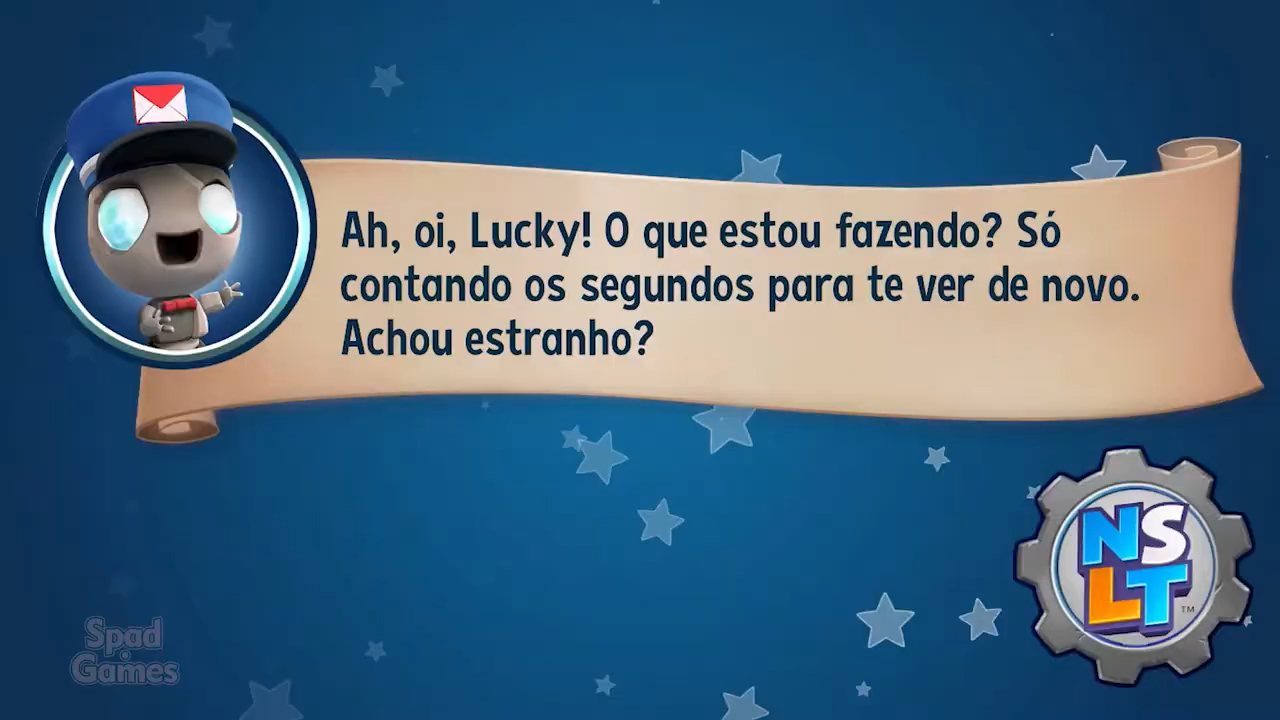 Ah, oi, Lucky! O que estou fazendo? Só
contando os segundos para te ver de novo.
Achou estranho?
NS
LT™
Spad
Games